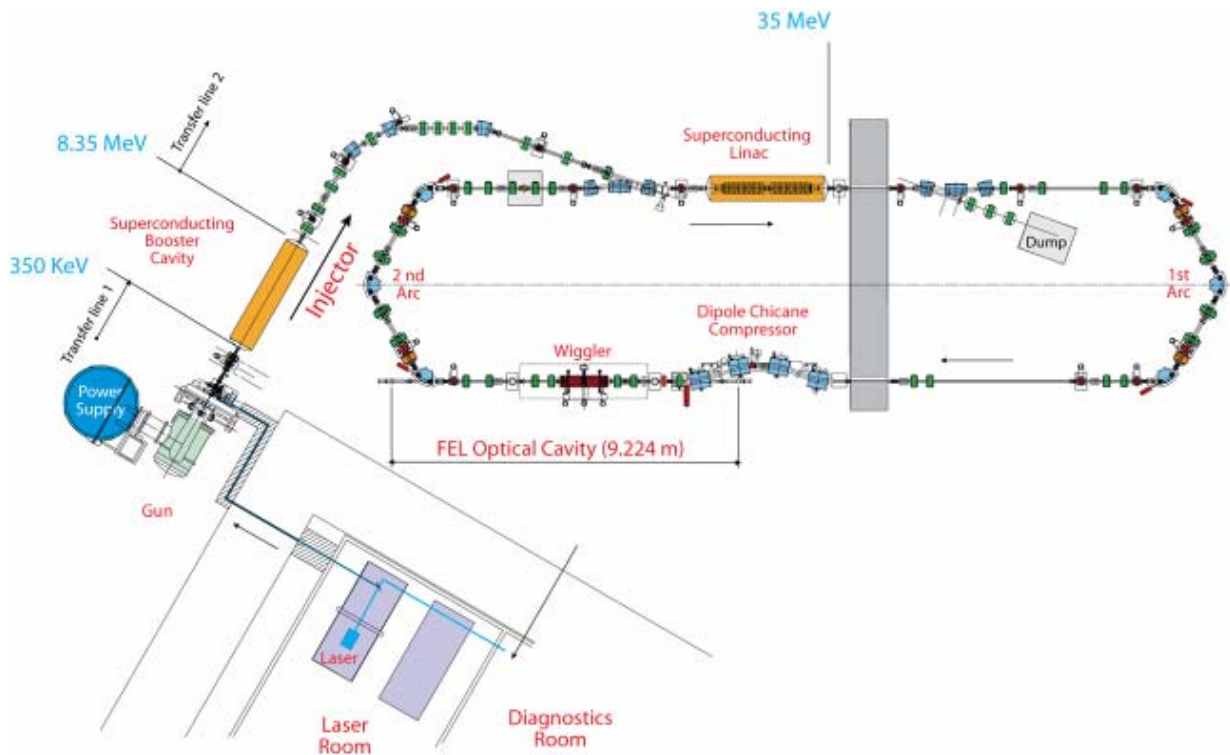 35 MeV
Transfer line 2
8.35 MeV
Superconducting
Linac
Superconducting
Booster
Cavity
Injector
Dump
350 KeV
2 nd
Arc
1st
Arc
Transfer line 1
Dipole Chicane
Compressor
Wiggler
Power
Supply
FEL Optical Cavity (9.224 m)
Gun
Laser
Laser
Room
Diagnostics
Room